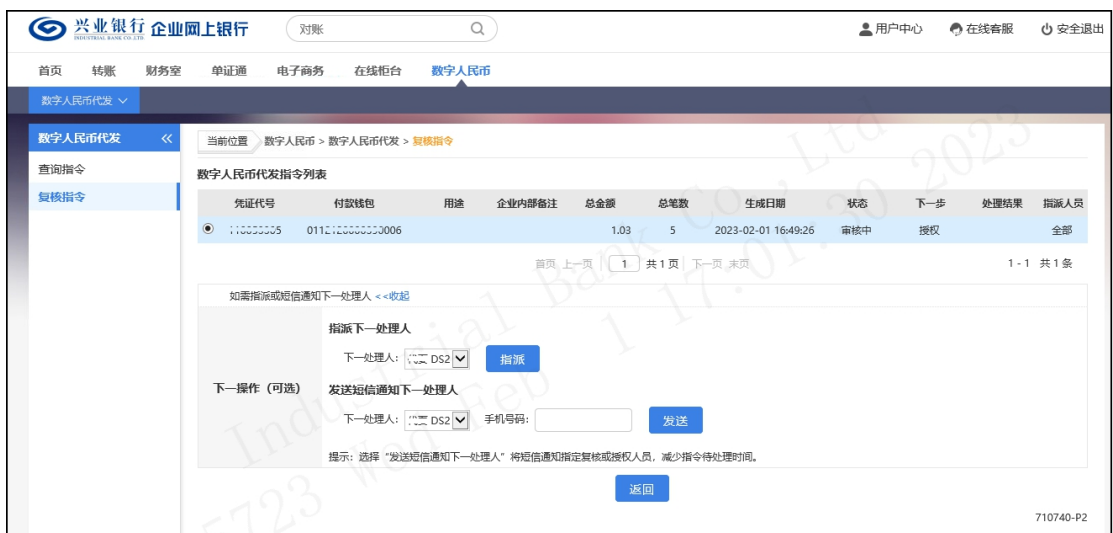 兴业银行 企业网上银行 对账 用户中心 在线客服 安全退出
INDUSTRIAL BANK CO.,LTD.
首页 转账 财务室 单证通 电子商务 在线柜台 数字人民币
数字人民币代发
数字人民币代发 «
当前位置 数字人民币 > 数字人民币代发 > 复核指令
查询指令
复核指令
数字人民币代发指令列表
凭证代号 付款钱包 用途 企业内部备注 总金额 总笔数 生成日期 状态 下一步 处理结果 指派人员
1.03 5 2023-02-01 16:49:26 审核中 授权 全部
首页 上一页 1 共1页 下一页 末页 1 - 1 共1条
如需指派或短信通知下一处理人 <<收起
指派下一处理人
下一处理人: DS2 指派
下一操作（可选）
发送短信通知下一处理人
下一处理人: DS2 手机号码: 发送
提示：选择“发送短信通知下一处理人”将短信通知指定复核或授权人员，减少指令待处理时间。
返回
710740-P2
Industrial Bank Co.,Ltd
5723 Wed Feb 1 17:01:30 2023